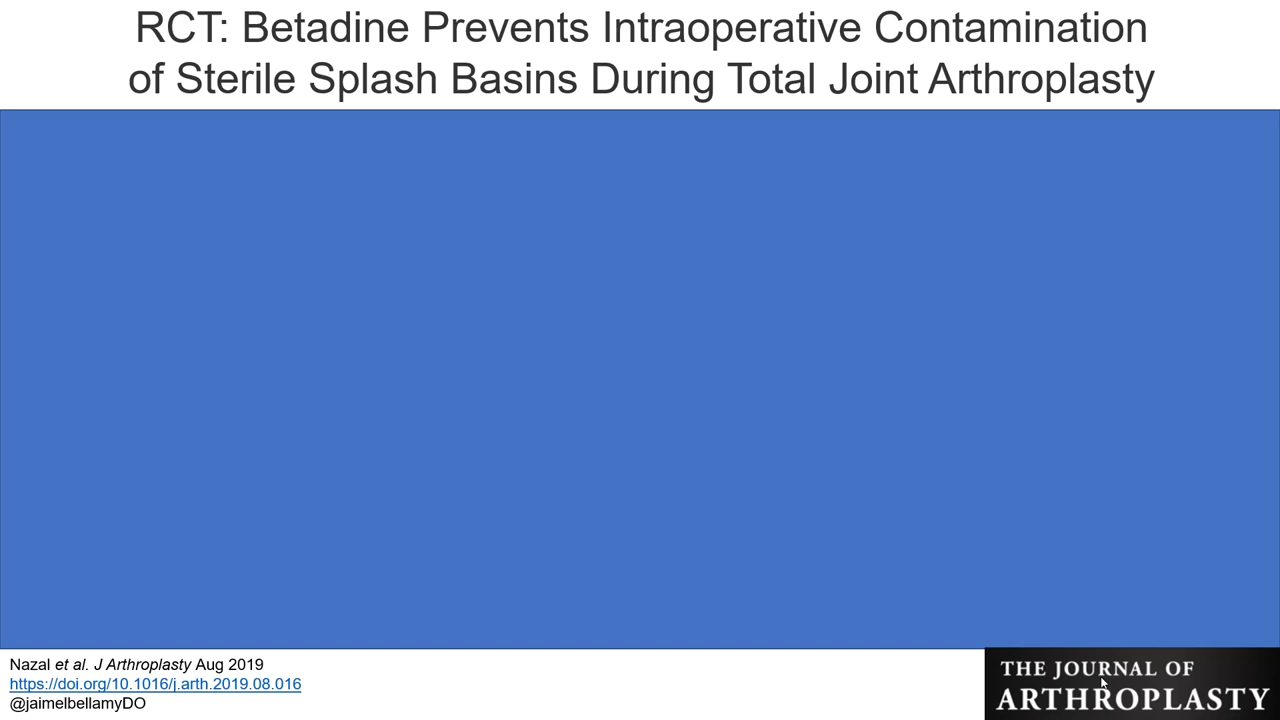 RCT: Betadine Prevents Intraoperative Contamination
of Sterile Splash Basins During Total Joint Arthroplasty
Nazal et al. J Arthroplasty Aug 2019
https://doi.org/10.1016/j.arth.2019.08.016
@jaimelbellamyDO
THE JOURNAL OF
ARTHROPLASTY